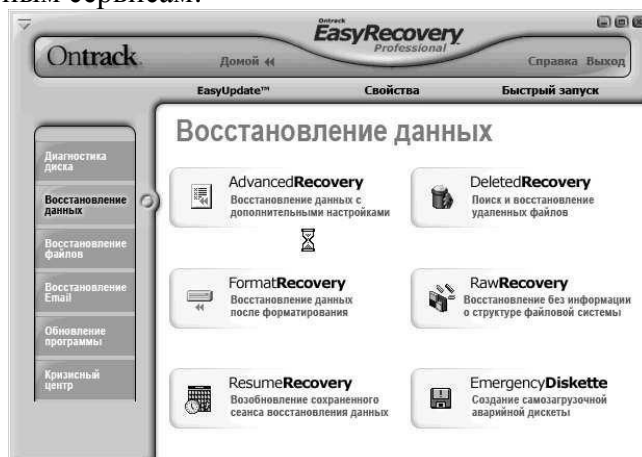 ным сервисам.
Ontrack
EasyRecovery
Professional
Ontrack
Домой
Справка Выход
EasyUpdate™ Свойства Быстрый запуск
Диагностика
диска
Восстановление
данных
Восстановление
файлов
Восстановление
Email
Обновление
программы
Кризисный
центр
Восстановление данных
AdvancedRecovery
Восстановление данных с
дополнительными настройками
DeletedRecovery
Поиск и восстановление
удаленных файлов
FormatRecovery
Восстановление данных
после форматирования
RawRecovery
Восстановление без информации
о структуре файловой системы
ResumeRecovery
Возобновление сохраненного
сеанса восстановления данных
EmergencyDiskette
Создание самозагрузочной
аварийной дискеты